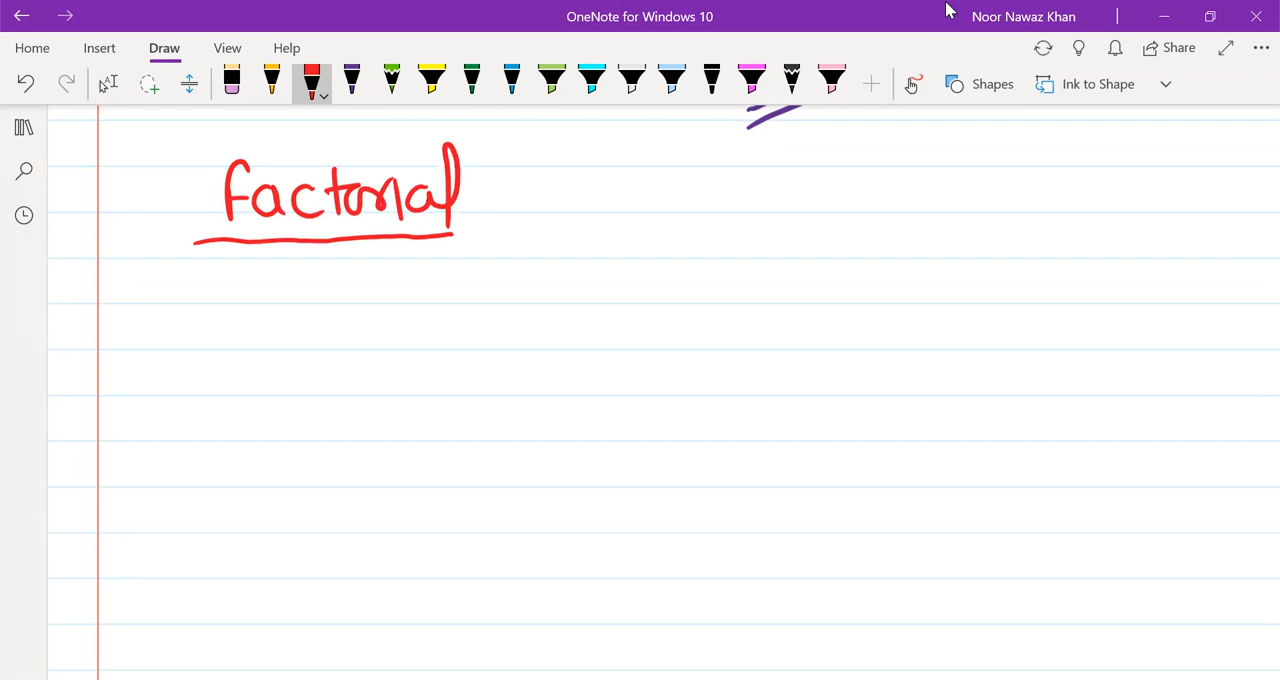 OneNote for Windows 10
Noor Nawaz Khan
Home Insert Draw View Help
Share
Shapes
Ink to Shape
Factorial